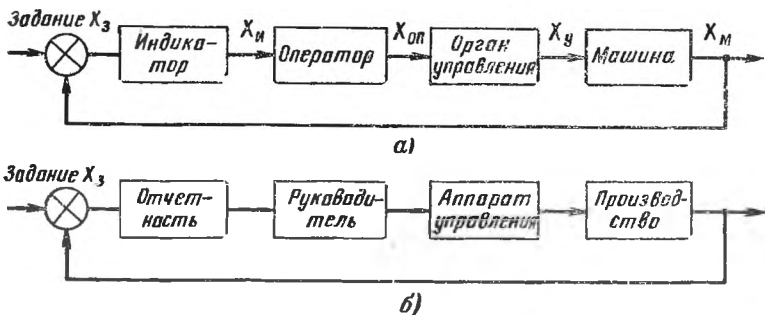 Задание Xз
Индика-
тор
Xи
Оператор
Xоп
Орган
управления
Xу
Машина
Xм
а)
Задание Xз
Отчет-
ность
Руководи-
тель
Аппарат
управления
Производ-
ство
б)